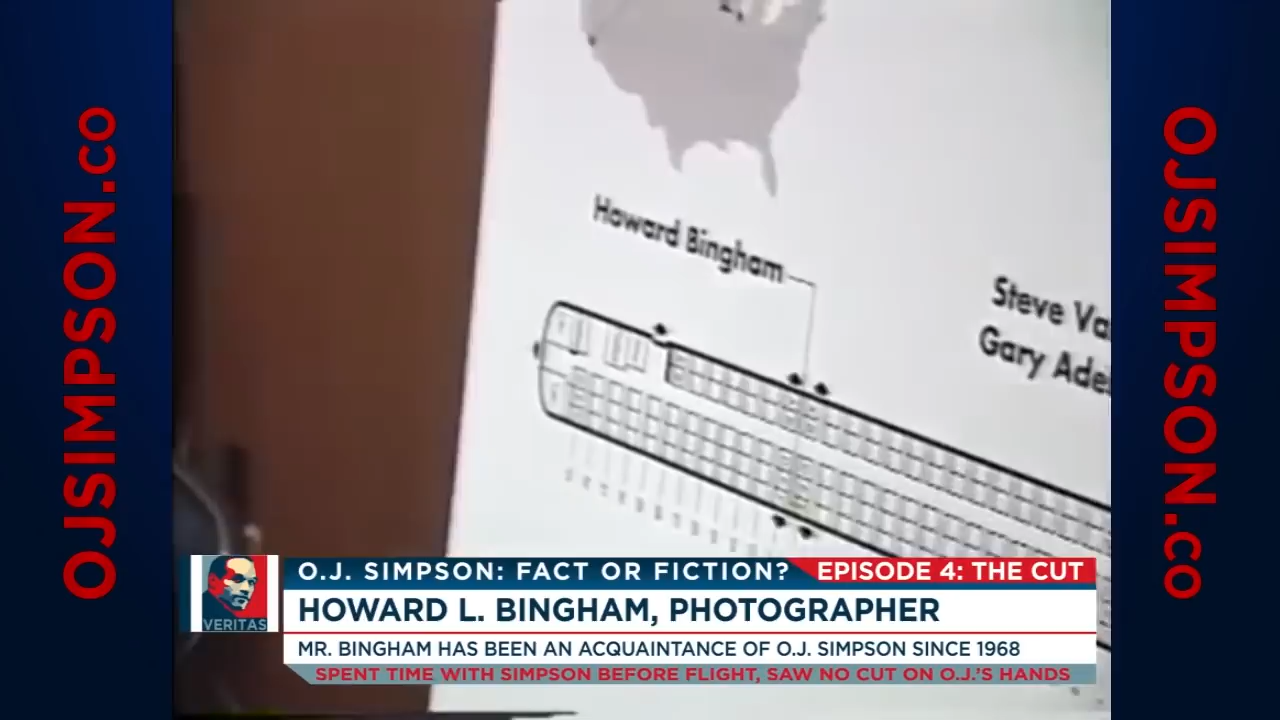 OJSIMPSON.CO
Howard Bingham
Steve
Gary
OJSIMPSON.CO
VERITAS
O.J. SIMPSON: FACT OR FICTION?
EPISODE 4: THE CUT
HOWARD L. BINGHAM, PHOTOGRAPHER
MR. BINGHAM HAS BEEN AN ACQUAINTANCE OF O.J. SIMPSON SINCE 1968
SPENT TIME WITH SIMPSON BEFORE FLIGHT, SAW NO CUT ON O.J.'S HANDS